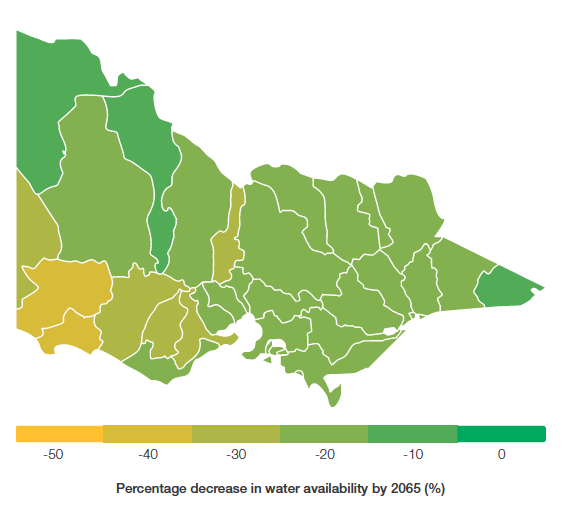 -50 -40 -30 -20 -10 0
Percentage decrease in water availability by 2065 (%)